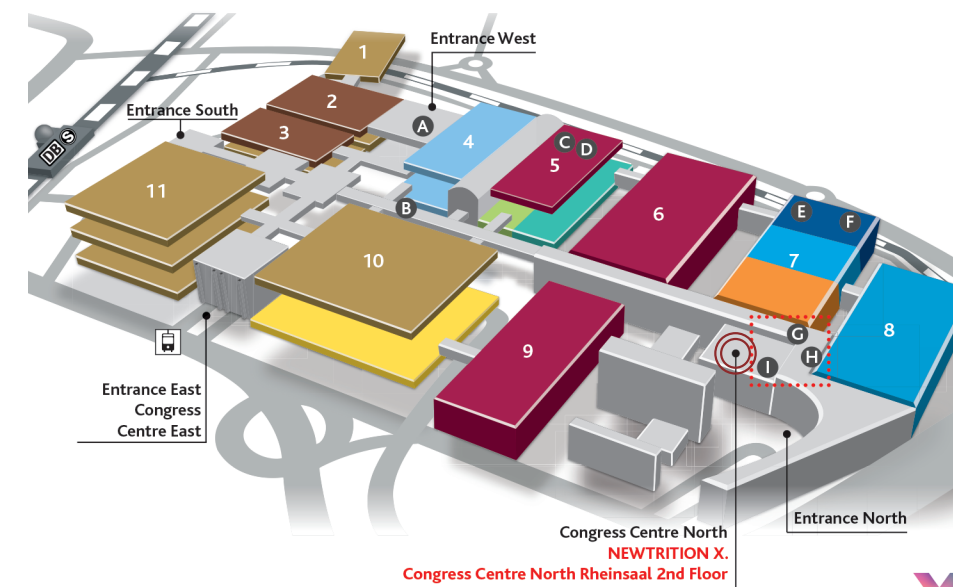 1
Entrance West
2
Entrance South
A
3
4
C
D
5
DB
S
11
6
B
E
F
10
7
G
8
H
9
I
Entrance East
Congress
Centre East
Entrance North
Congress Centre North
NEWTRITION X.
Congress Centre North Rheinsaal 2nd Floor